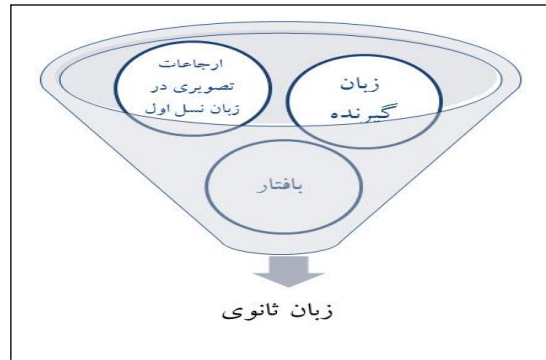 زبان
گیرنده
ارجاعات
تصویری در
زبان نسل اول
بافتار
زبان ثانوی